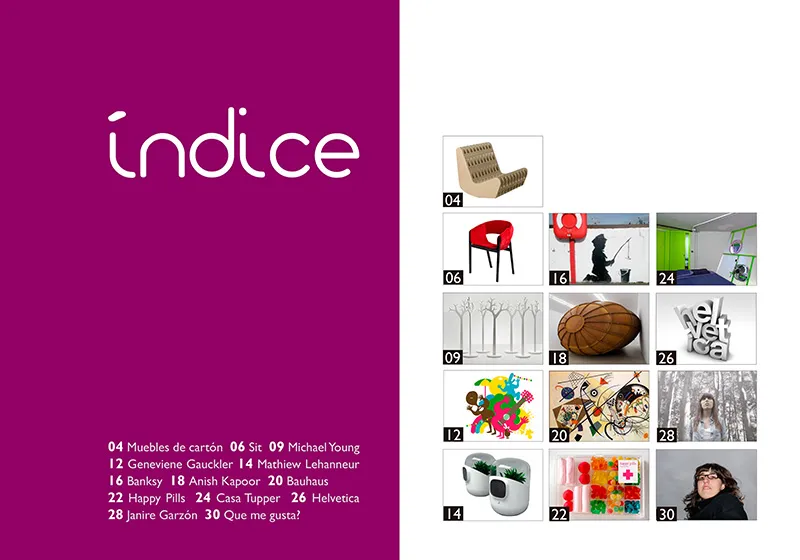 índice
04 Muebles de cartón 06 Sit 09 Michael Young
12 Geneviene Gauckler 14 Mathiew Lehanneur
16 Banksy 18 Anish Kapoor 20 Bauhaus
22 Happy Pills 24 Casa Tupper 26 Helvetica
28 Janire Garzón 30 Que me gusta?
04
06
16
24
09
18
26
hel
vet
ica
12
20
28
14
22
30